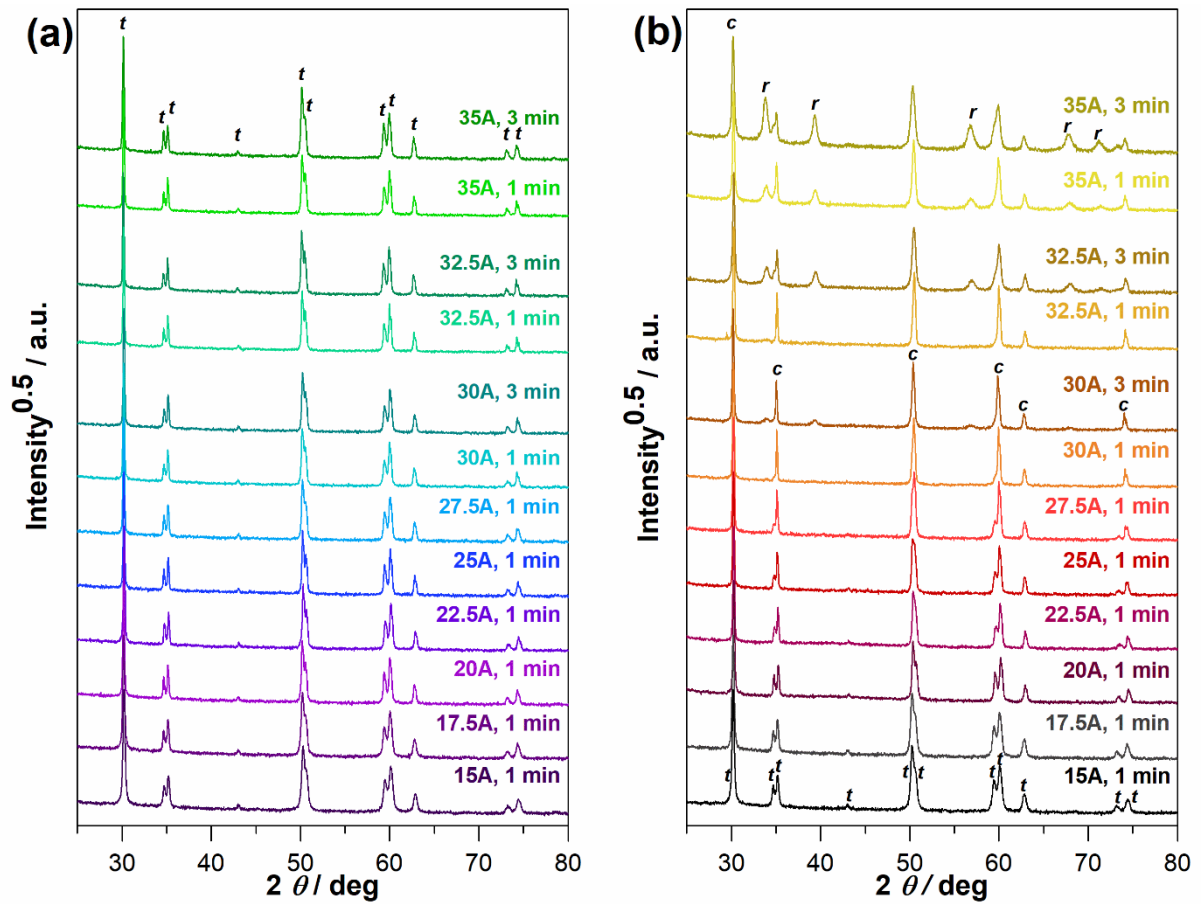 (a)
t
t t
t
t
t
t t
t
t t
35A, 3 min
35A, 1 min
32.5A, 3 min
32.5A, 1 min
30A, 3 min
30A, 1 min
27.5A, 1 min
25A, 1 min
22.5A, 1 min
20A, 1 min
17.5A, 1 min
15A, 1 min
Intensity^0.5 / a.u.
30 40 50 60 70 80
2 θ / deg
(b)
c
r
r
r
r
r
35A, 3 min
35A, 1 min
32.5A, 3 min
32.5A, 1 min
c
c
c
c
c
30A, 3 min
30A, 1 min
27.5A, 1 min
25A, 1 min
22.5A, 1 min
20A, 1 min
17.5A, 1 min
15A, 1 min
t
t t
t
t t
t t
t
t t
Intensity^0.5 / a.u.
30 40 50 60 70 80
2 θ / deg